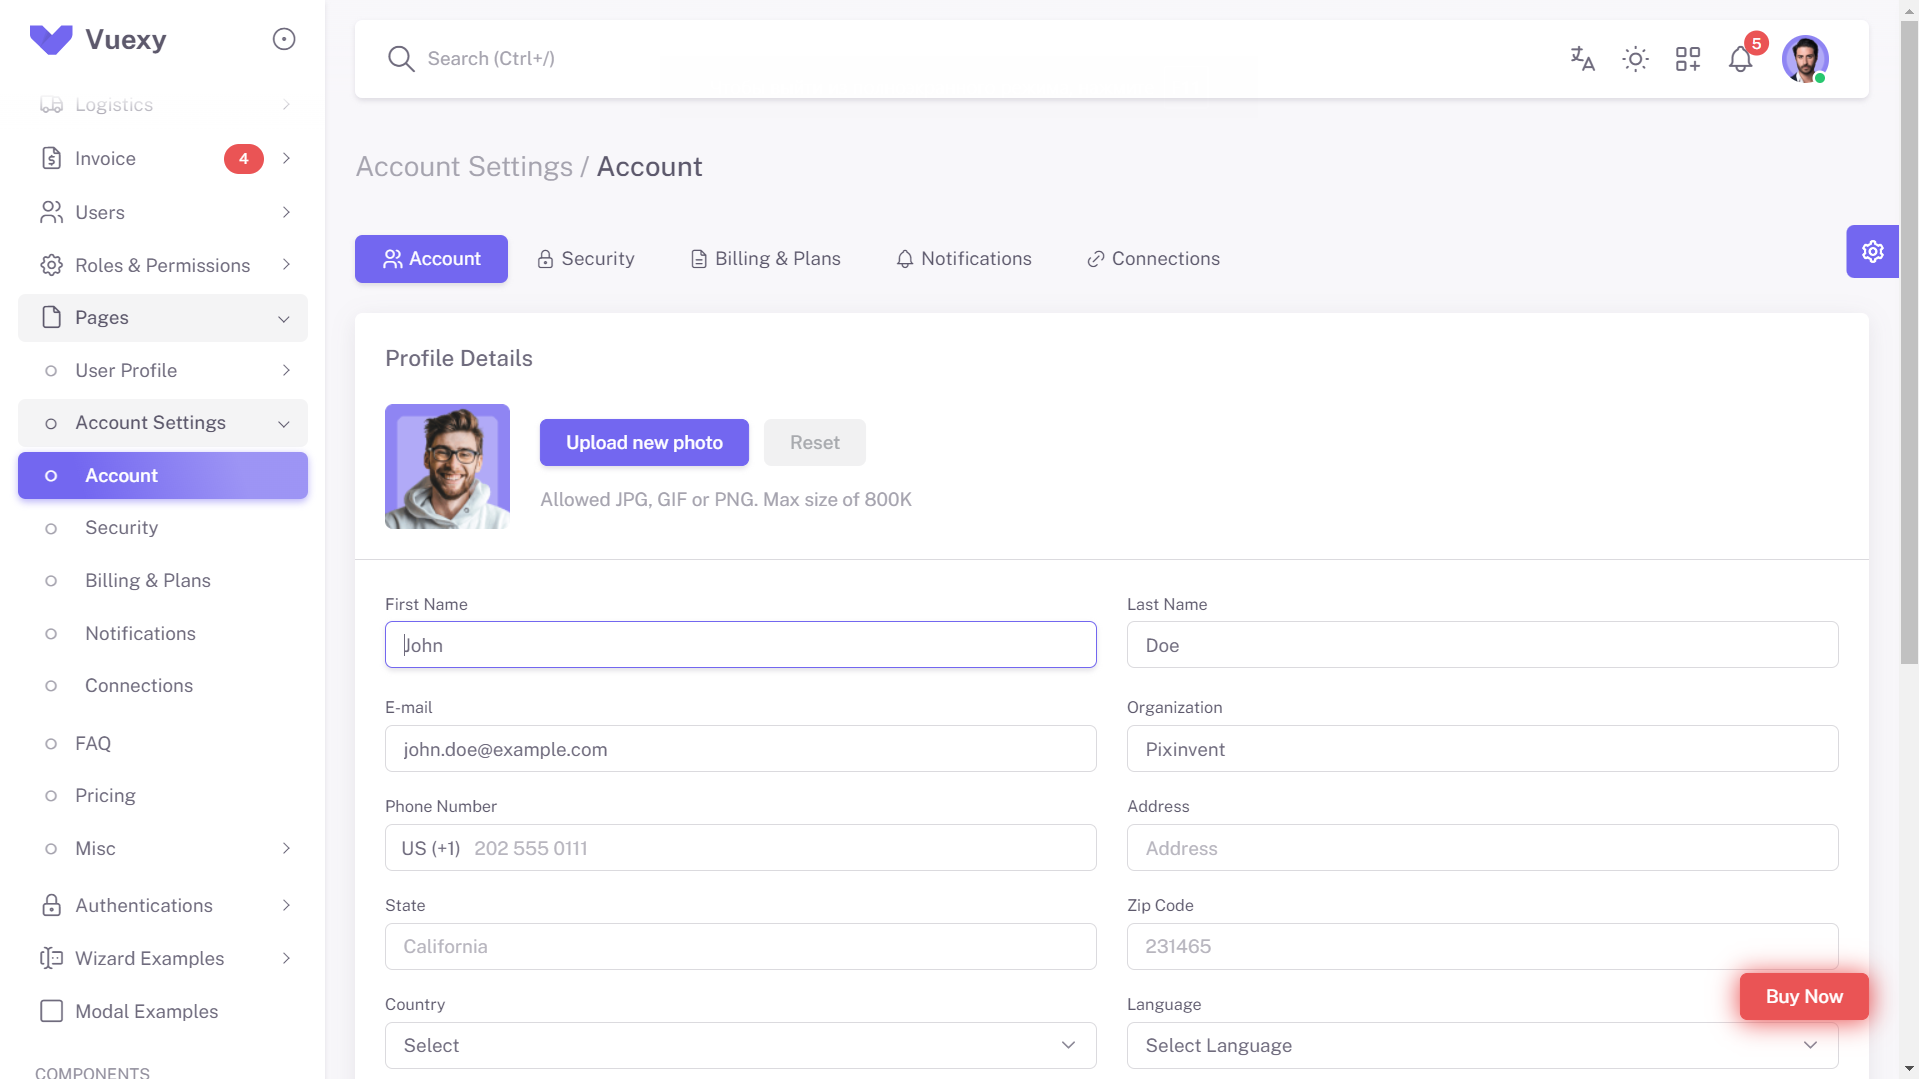 Vuexy
Logistics
Invoice 4
Users
Roles & Permissions
Pages
User Profile
Account Settings
Account
Security
Billing & Plans
Notifications
Connections
FAQ
Pricing
Misc
Authentications
Wizard Examples
Modal Examples
COMPONENTS
Search (Ctrl+/)
5
Account Settings / Account
Account Security Billing & Plans Notifications Connections
Profile Details
Upload new photo Reset
Allowed JPG, GIF or PNG. Max size of 800K
First Name Last Name
John Doe
E-mail Organization
john.doe@example.com Pixinvent
Phone Number Address
US (+1) 202 555 0111 Address
State Zip Code
California 231465
Buy Now
Country Language
Select Select Language